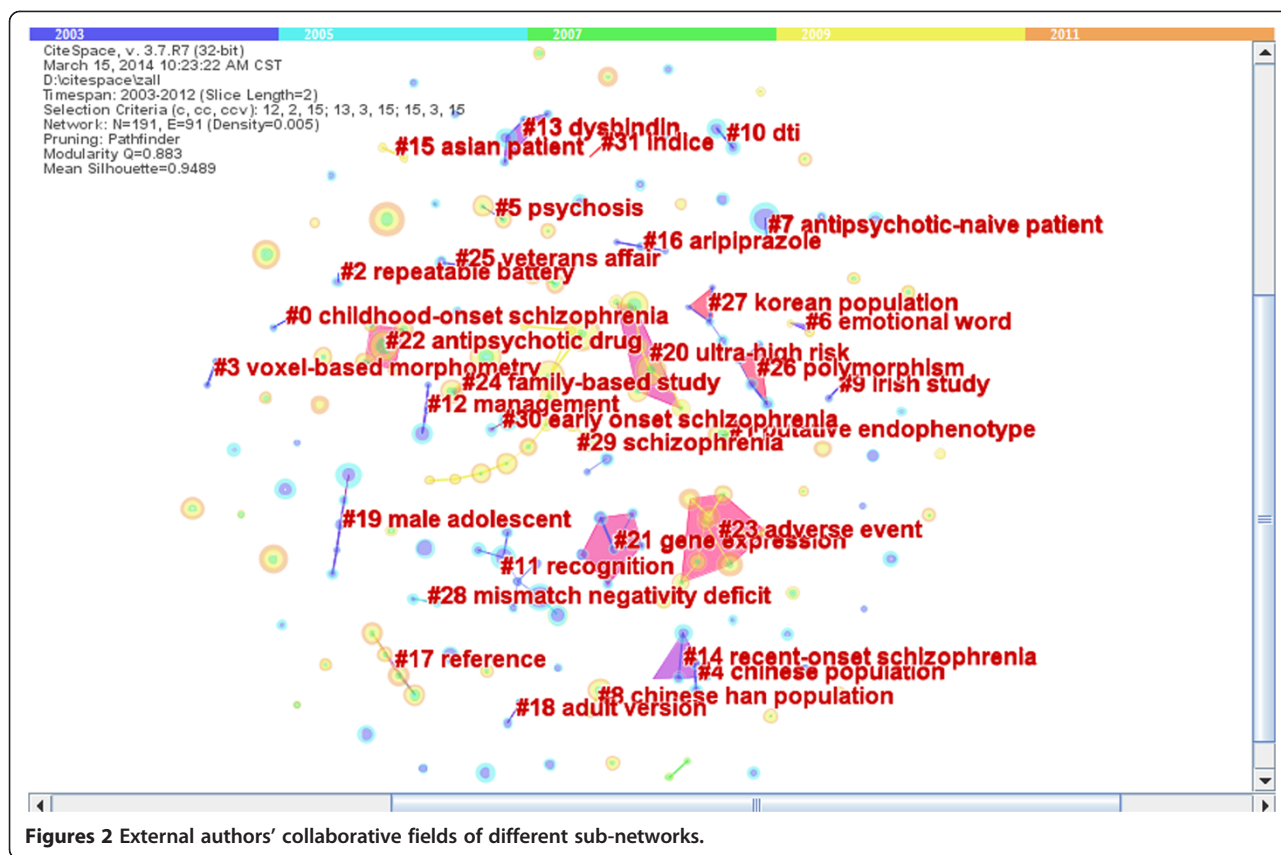 2003 2005 2007 2009 2011
CiteSpace, v. 3.7.R7 (32-bit)
March 15, 2014 10:23:22 AM CST
D:\citespace\zall
Timespan: 2003-2012 (Slice Length=2)
Selection Criteria (c, cc, ccv): 12, 2, 15; 13, 3, 15; 15, 3, 15
Network: N=191, E=91 (Density=0.005)
Pruning: Pathfinder
Modularity Q=0.883
Mean Silhouette=0.9489
#13 dysbindin
#10 dti
#15 asian patient
#31 indice
#5 psychosis
#7 antipsychotic-naive patient
#16 aripiprazole
#25 veterans affair
#2 repeatable battery
#27 korean population
#0 childhood-onset schizophrenia
#6 emotional word
#22 antipsychotic drug
#20 ultra-high risk
#3 voxel-based morphometry
#26 polymorphism
#24 family-based study
#9 irish study
#12 management
#30 early onset schizophrenia
#1 putative endophenotype
#29 schizophrenia
#19 male adolescent
#23 adverse event
#21 gene expression
#11 recognition
#28 mismatch negativity deficit
#17 reference
#14 recent-onset schizophrenia
#4 chinese population
#8 chinese han population
#18 adult version
Figures 2 External authors’ collaborative fields of different sub-networks.